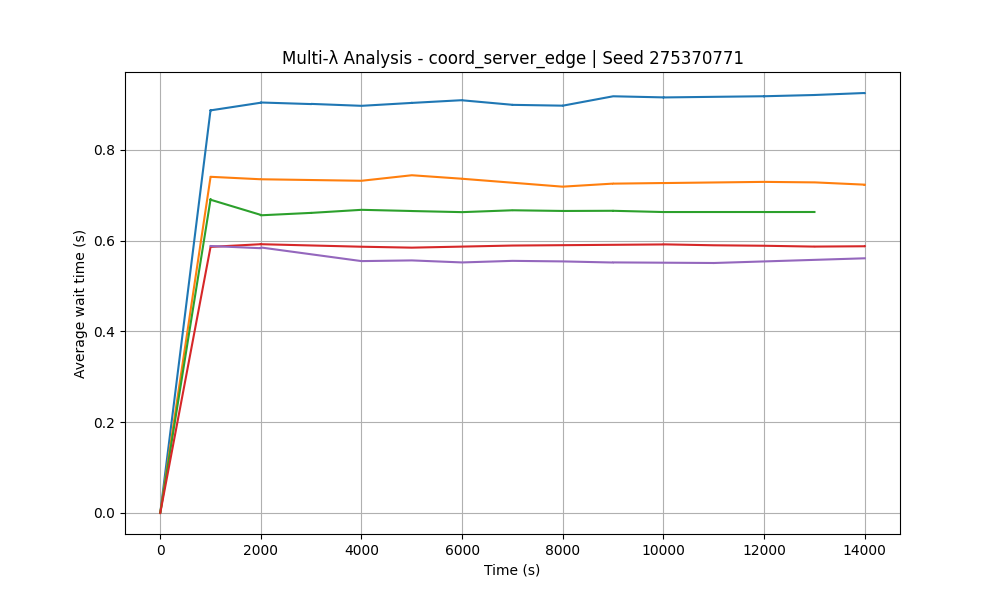 Multi-λ Analysis - coord_server_edge | Seed 275370771
Average wait time (s)
0.8
0.6
0.4
0.2
0.0
0 2000 4000 6000 8000 10000 12000 14000
Time (s)